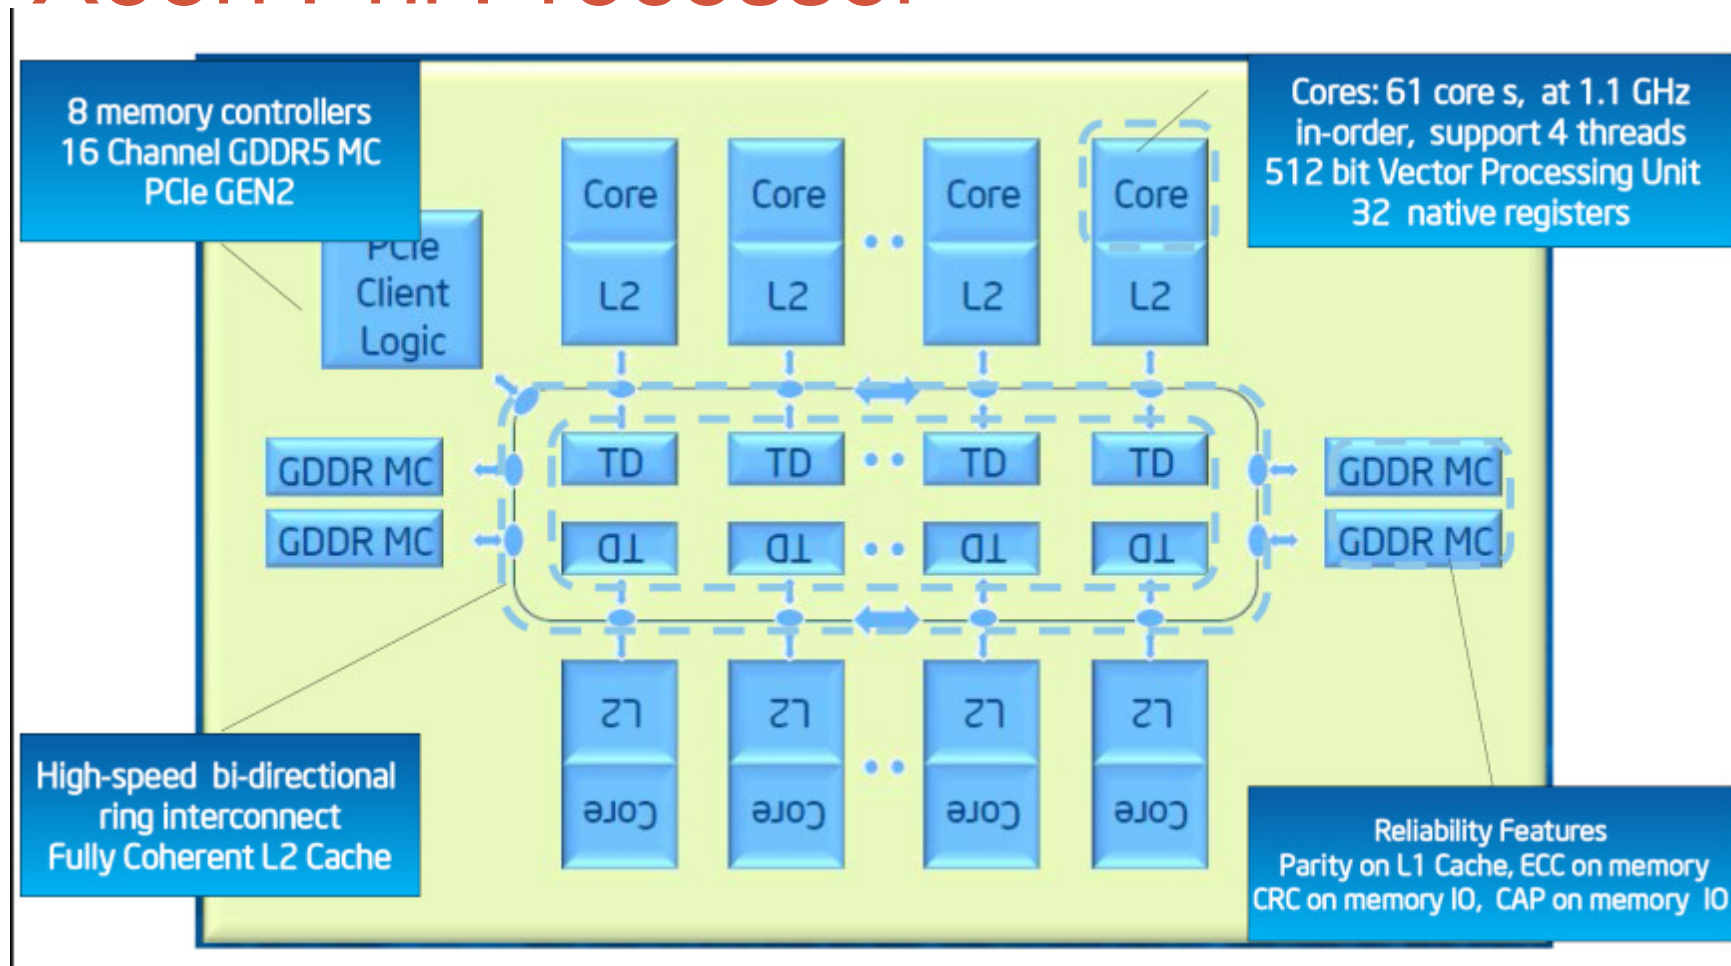 8 memory controllers
16 Channel GDDR5 MC
PCIe GEN2
Cores: 61 core s, at 1.1 GHz
in-order, support 4 threads
512 bit Vector Processing Unit
32 native registers
PCIe
Client
Logic
Core
Core
Core
Core
L2
L2
L2
L2
GDDR MC
GDDR MC
TD
TD
TD
TD
TD
TD
TD
TD
GDDR MC
GDDR MC
L2
L2
L2
L2
Core
Core
Core
Core
High-speed bi-directional
ring interconnect
Fully Coherent L2 Cache
Reliability Features
Parity on L1 Cache, ECC on memory
CRC on memory IO, CAP on memory IO